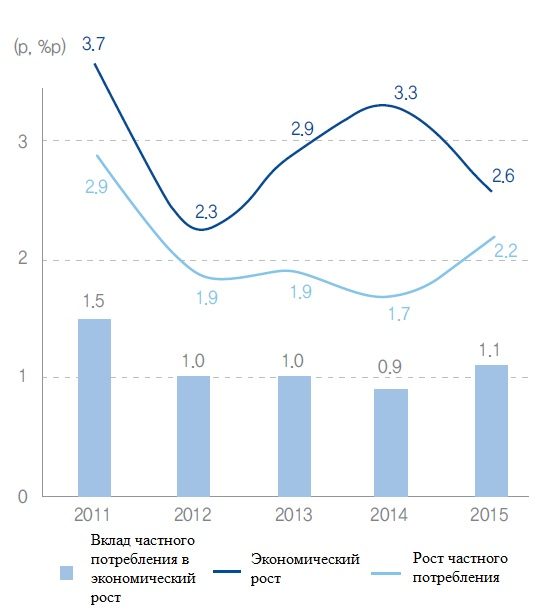 (p, %p)
3.7
3.3
3
2.9
2.9
2.6
2.3
2
2.2
1.9
1.9
1.7
1.5
1.0
1.0
0.9
1.1
1
0
2011 2012 2013 2014 2015
Вклад частного
потребления в
экономический
рост
Экономический
рост
Рост частного
потребления